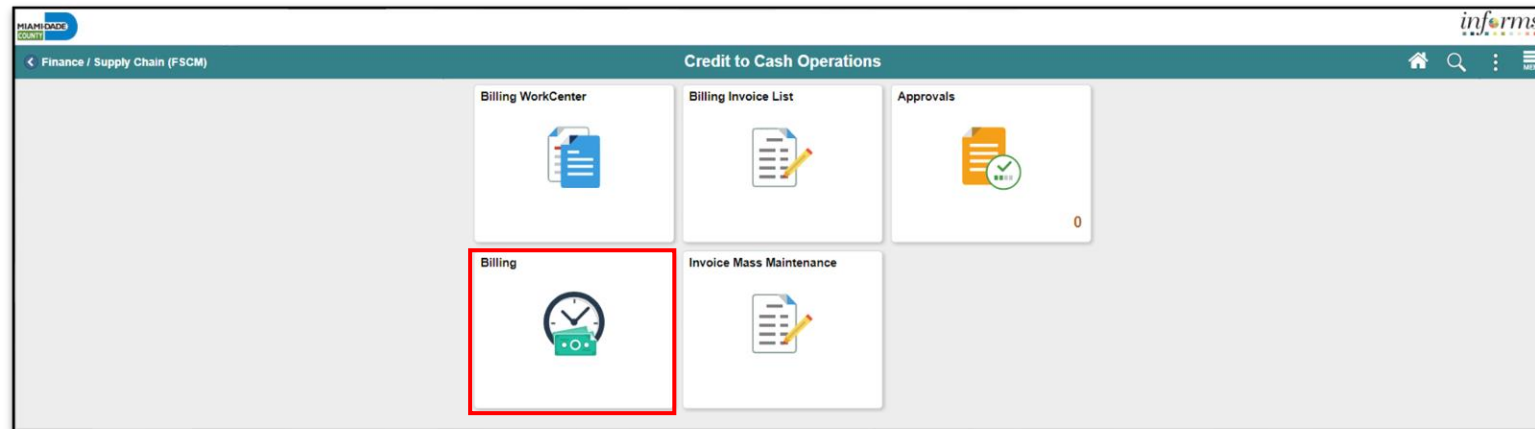 MIAMI-DADE
COUNTY
informs
Finance / Supply Chain (FSCM)
Credit to Cash Operations
MENU
Billing WorkCenter
Billing Invoice List
Approvals
0
Billing
Invoice Mass Maintenance